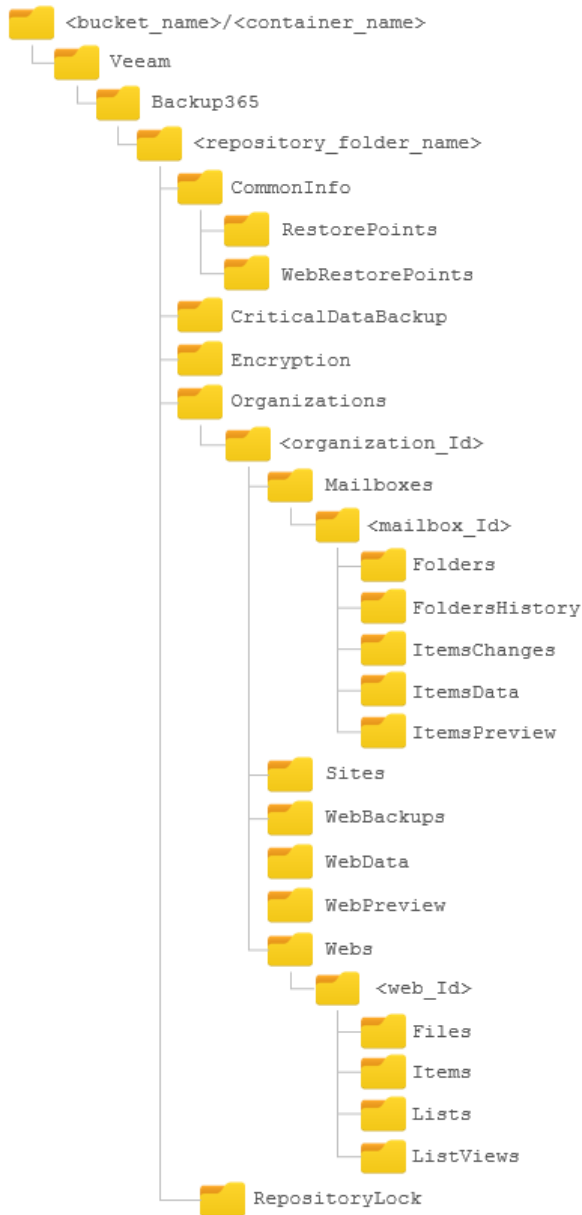 <bucket_name>/<container_name>
Veeam
Backup365
<repository_folder_name>
CommonInfo
RestorePoints
WebRestorePoints
CriticalDataBackup
Encryption
Organizations
<organization_Id>
Mailboxes
<mailbox_Id>
Folders
FoldersHistory
ItemsChanges
ItemsData
ItemsPreview
Sites
WebBackups
WebData
WebPreview
Webs
<web_Id>
Files
Items
Lists
ListViews
RepositoryLock